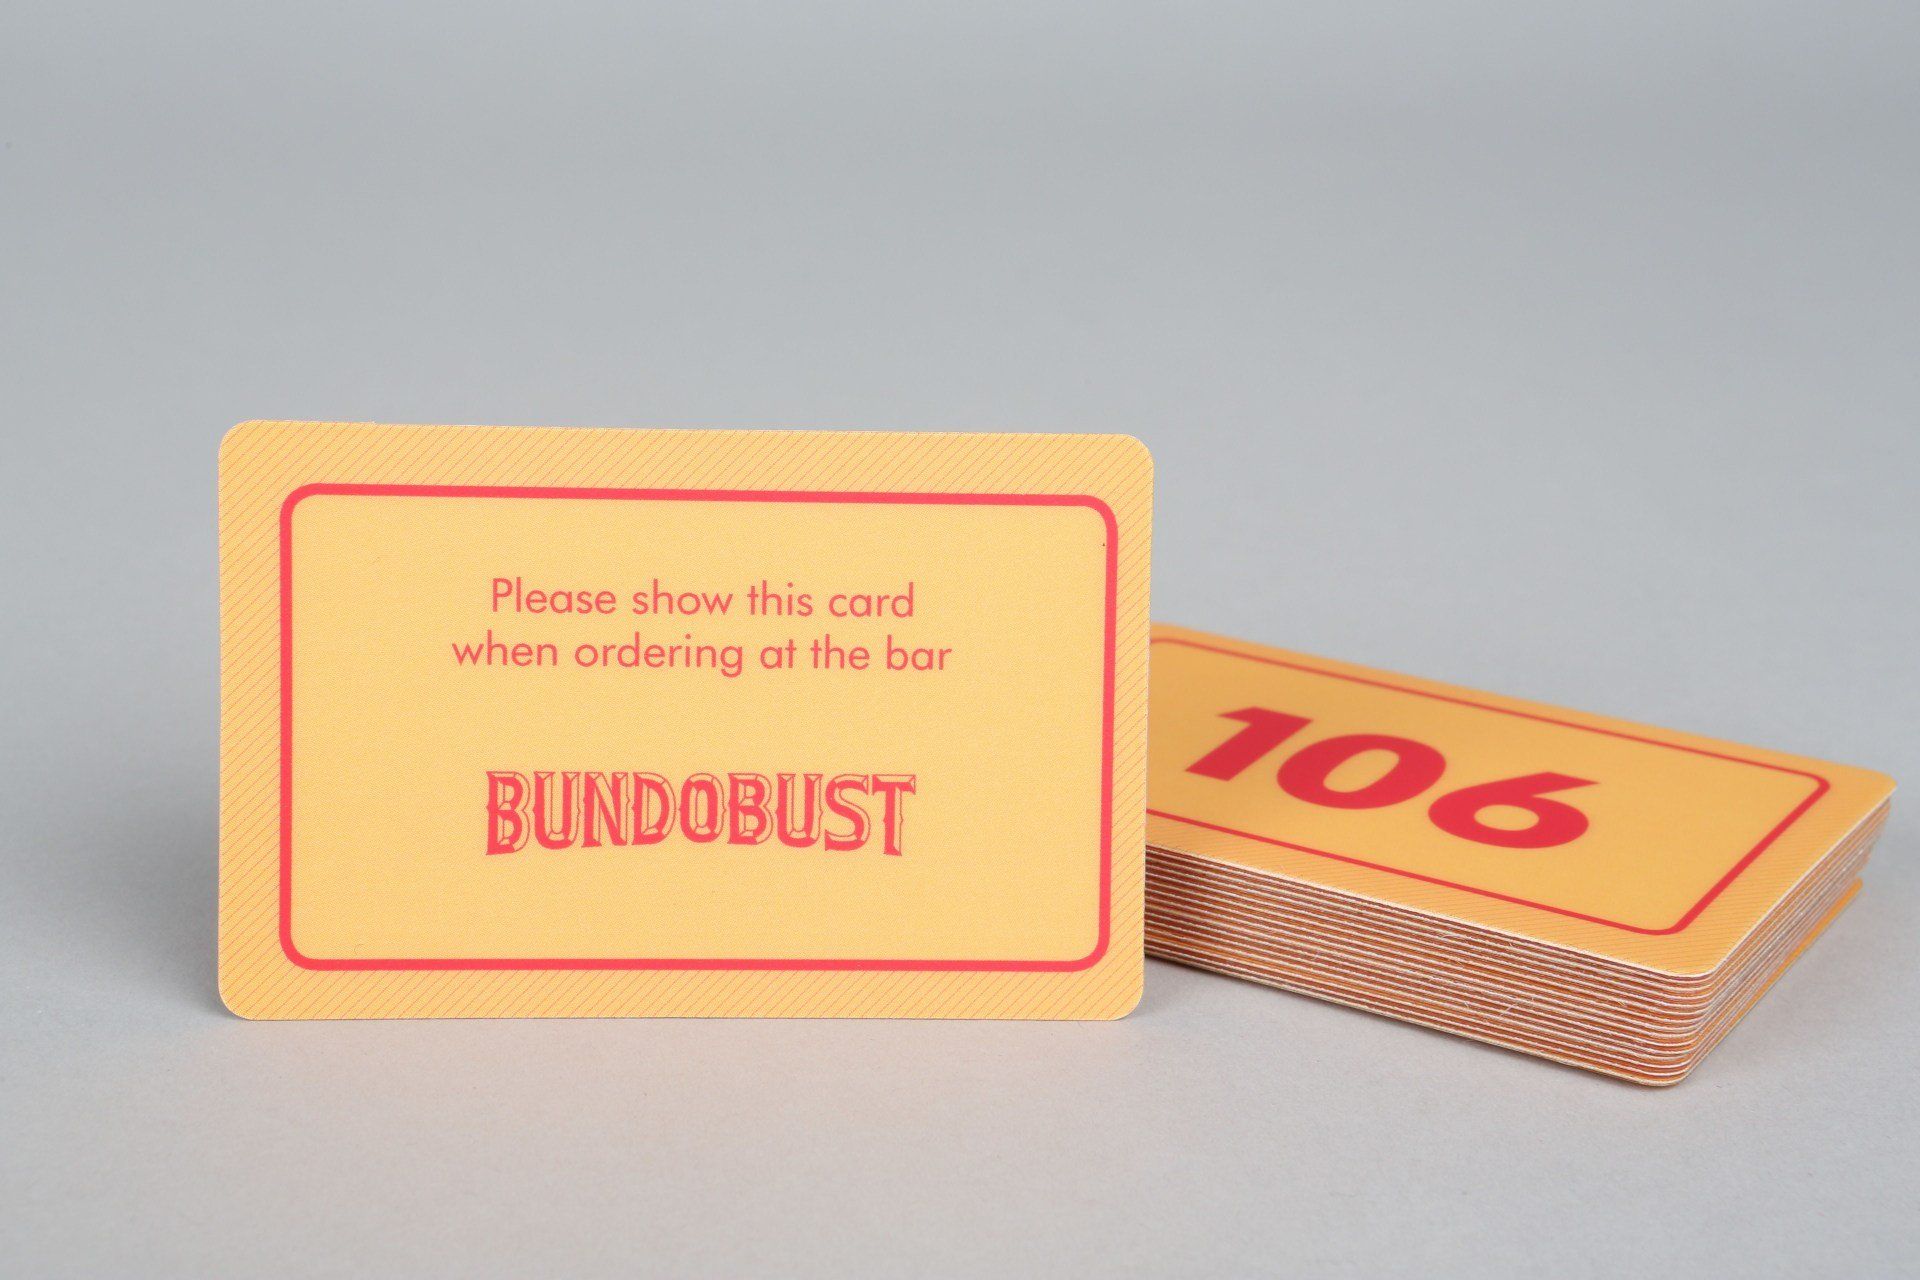 Please show this card
when ordering at the bar
BUNDOBUST
106